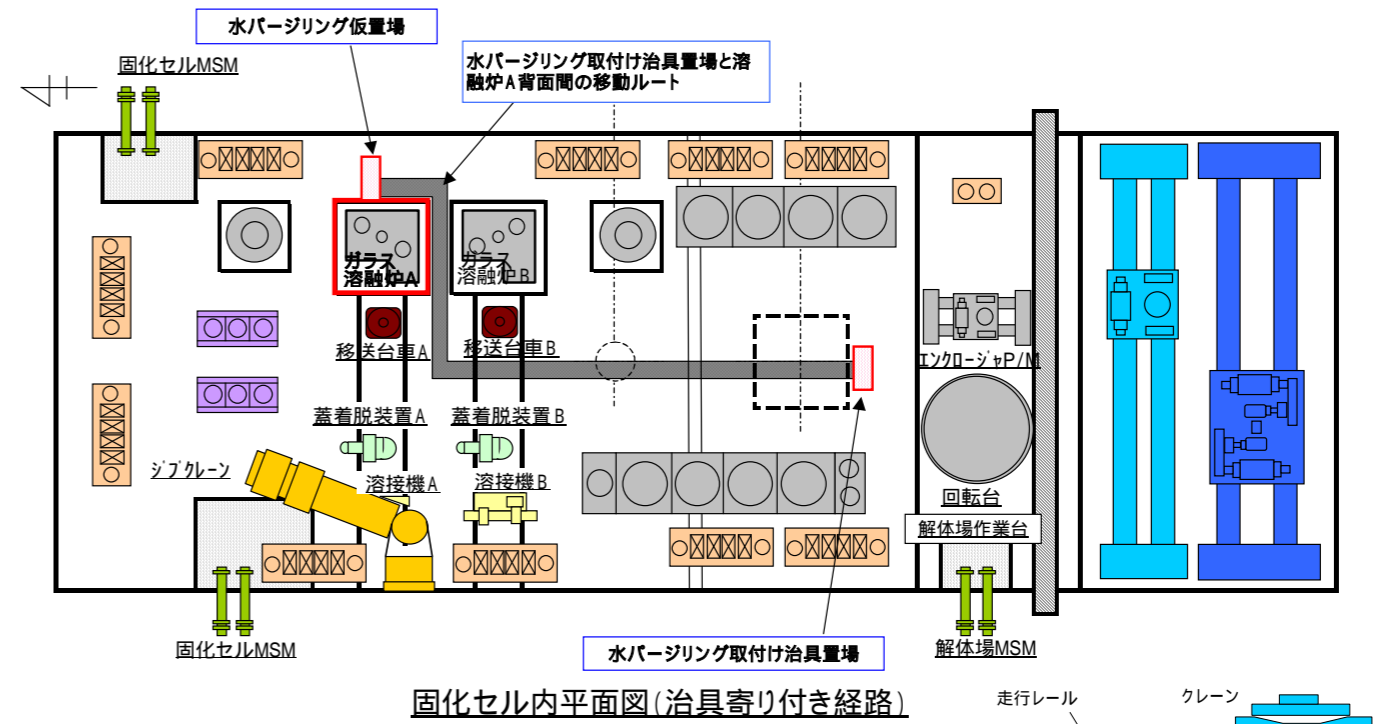 水パージリング仮置場
固化セルMSM
水パージリング取付け治具置場と溶
融炉A背面間の移動ルート
ガラス
溶融炉A
ガラス
溶融炉B
移送台車A
移送台車B
エンクロージャP/M
蓋着脱装置A
蓋着脱装置B
ジブクレーン
溶接機A
溶接機B
回転台
解体場作業台
固化セルMSM
水パージリング取付け治具置場
解体場MSM
固化セル内平面図(治具寄り付き経路)
走行レール
クレーン